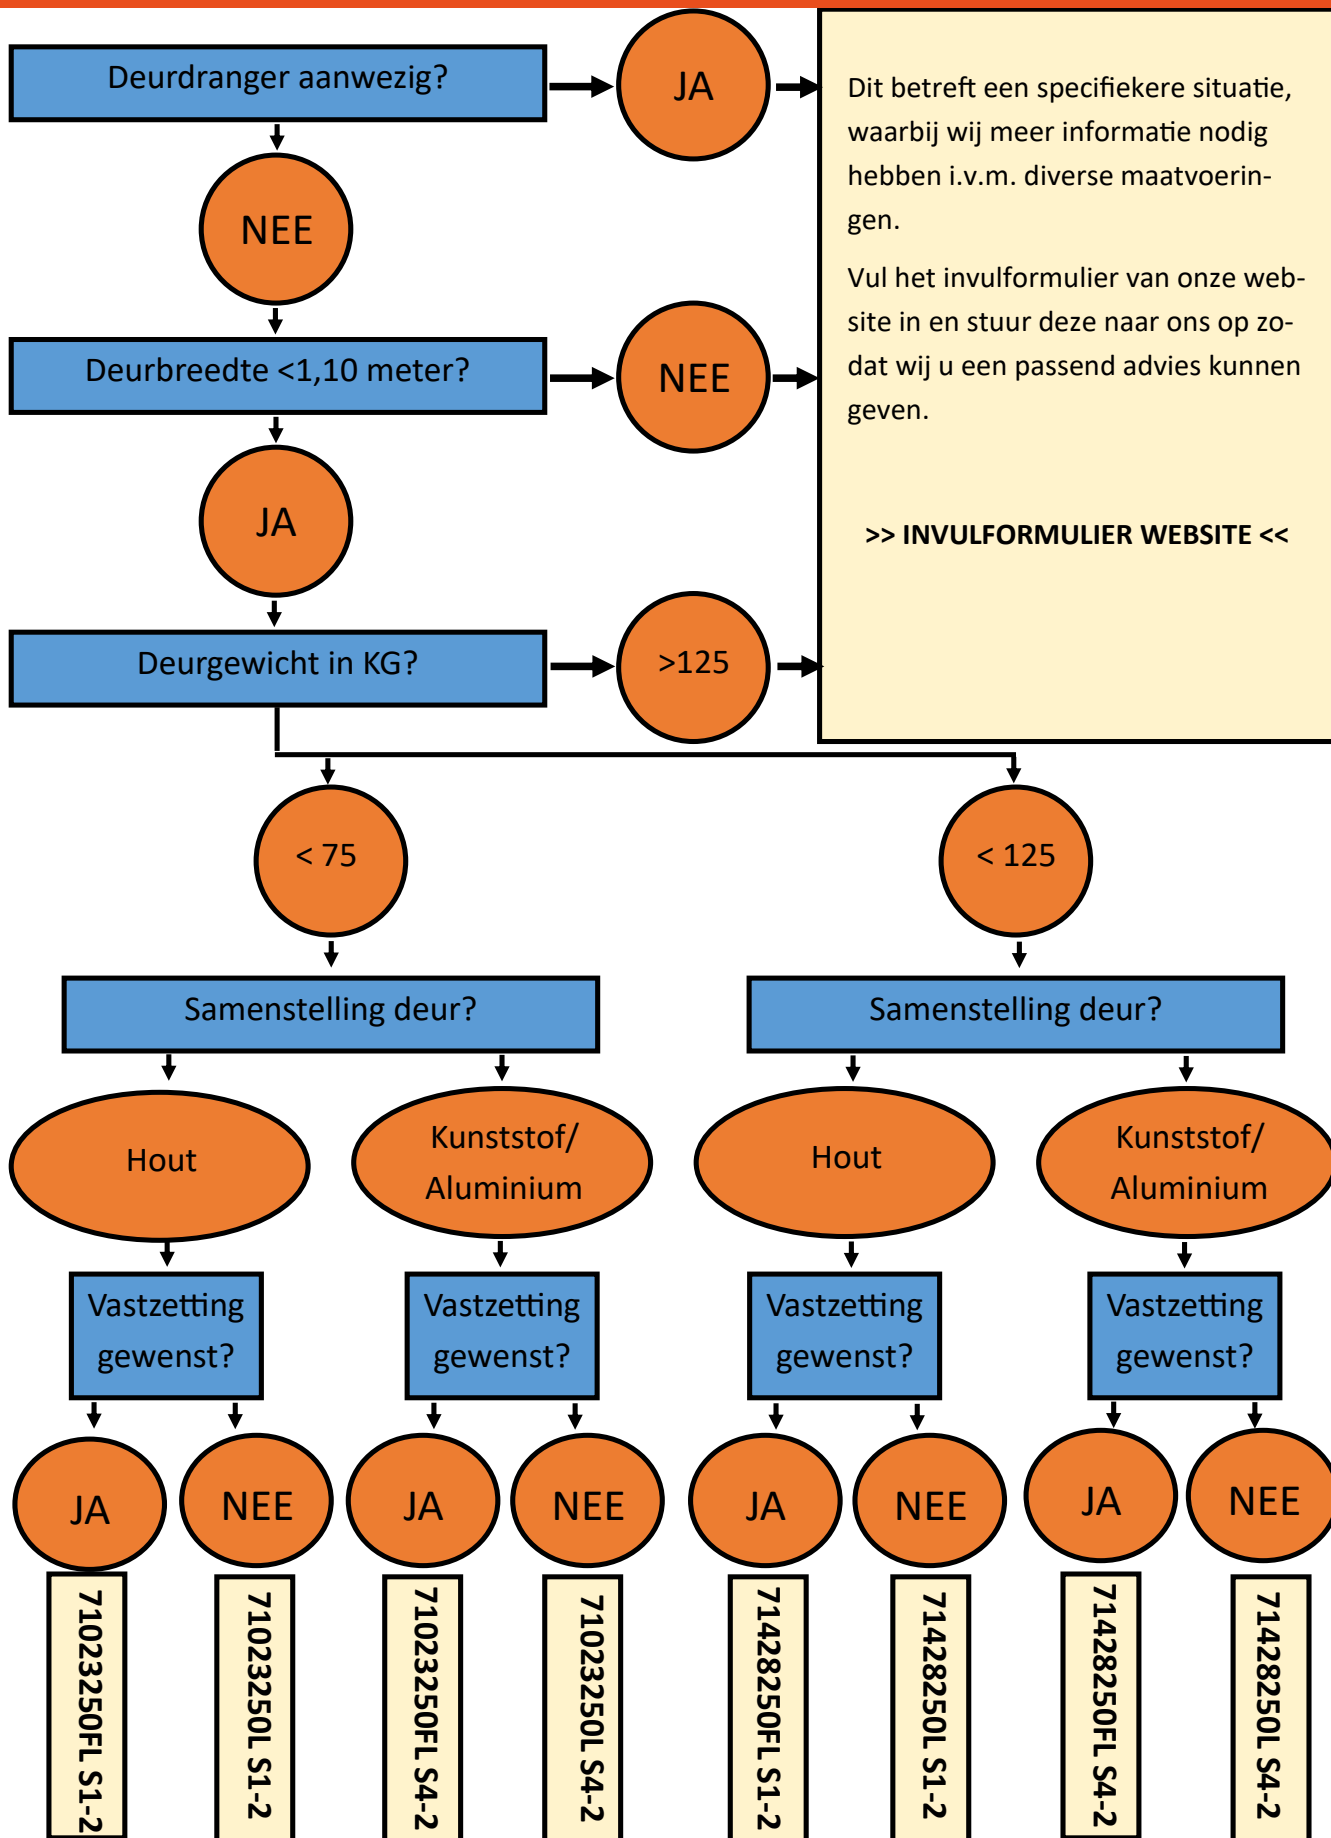 Deurdranger aanwezig?
JA
Dit betreft een specifiekere situatie,
waarbij wij meer informatie nodig
hebben i.v.m. diverse maatvoerin-
gen.
Vul het invulformulier van onze web-
site in en stuur deze naar ons op zo-
dat wij u een passend advies kunnen
geven.
>> INVULFORMULIER WEBSITE <<
NEE
Deurbreedte <1,10 meter?
NEE
JA
Deurgewicht in KG?
>125
< 75
< 125
Samenstelling deur?
Samenstelling deur?
Hout
Kunststof/
Aluminium
Hout
Kunststof/
Aluminium
Vastzetting
gewenst?
Vastzetting
gewenst?
Vastzetting
gewenst?
Vastzetting
gewenst?
JA
NEE
JA
NEE
JA
NEE
JA
NEE
71023250FL S1-2
71023250L S1-2
71023250FL S4-2
71023250L S4-2
71428250FL S1-2
71428250L S1-2
71428250FL S4-2
71428250L S4-2